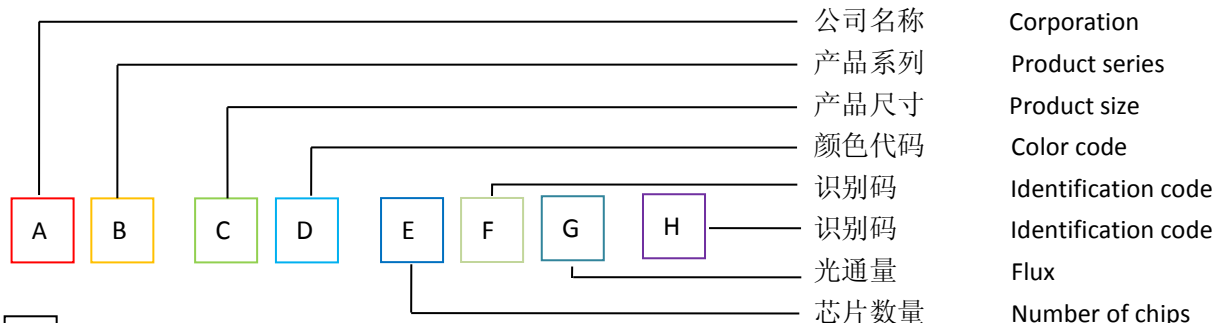 公司名称 Corporation
产品系列 Product series
产品尺寸 Product size
颜色代码 Color code
识别码 Identification code
A B C D E F G H 识别码 Identification code
光通量 Flux
芯片数量 Number of chips